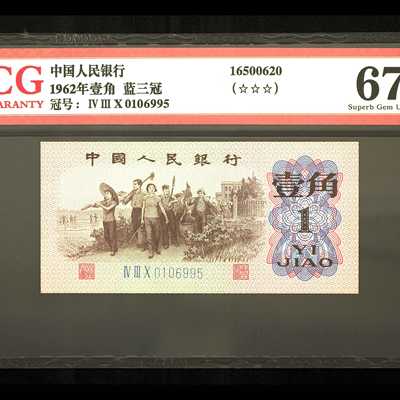 CG
ARANTY
中国人民银行
1962年壹角 蓝三冠
冠号: Ⅳ Ⅲ Ⅹ 0106995
16500620
(☆☆☆)
67
Superb Gem U
中國人民銀行
壹角
1
YI
JIAO
Ⅳ Ⅲ Ⅹ 0106995